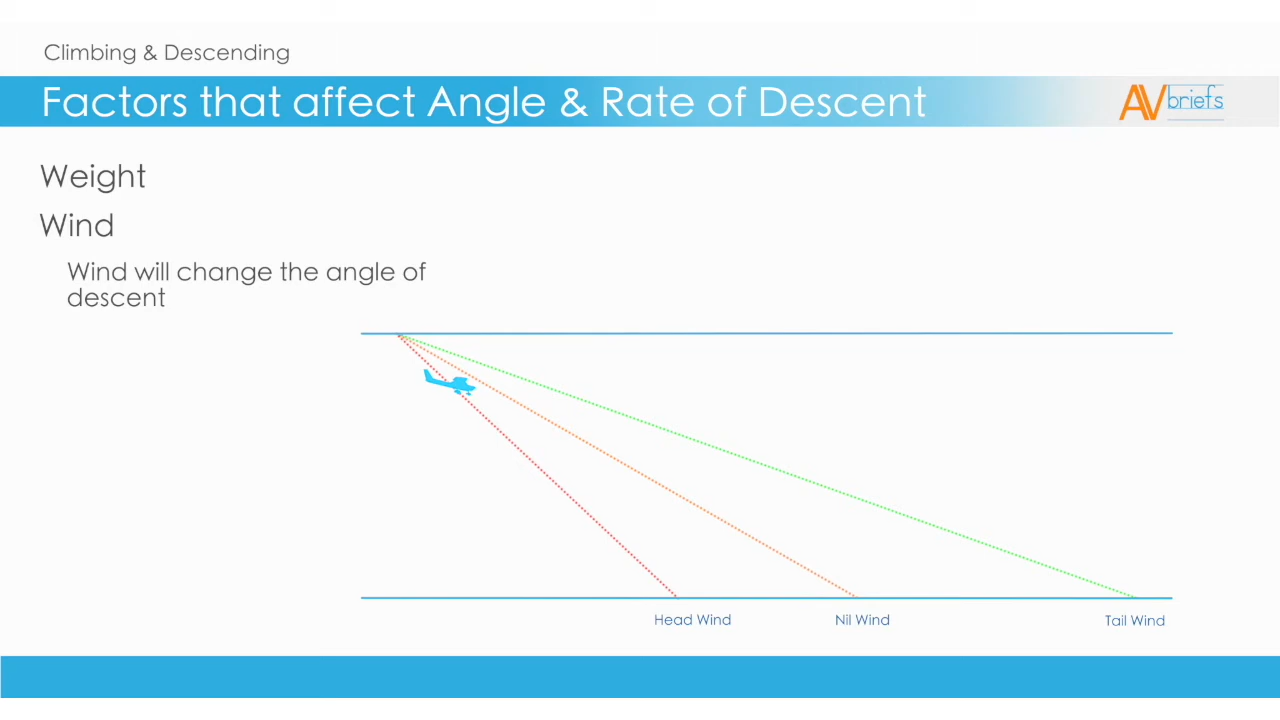 Climbing & Descending
Factors that affect Angle & Rate of Descent
AVbriefs
Weight
Wind
Wind will change the angle of
descent
Head Wind
Nil Wind
Tail Wind